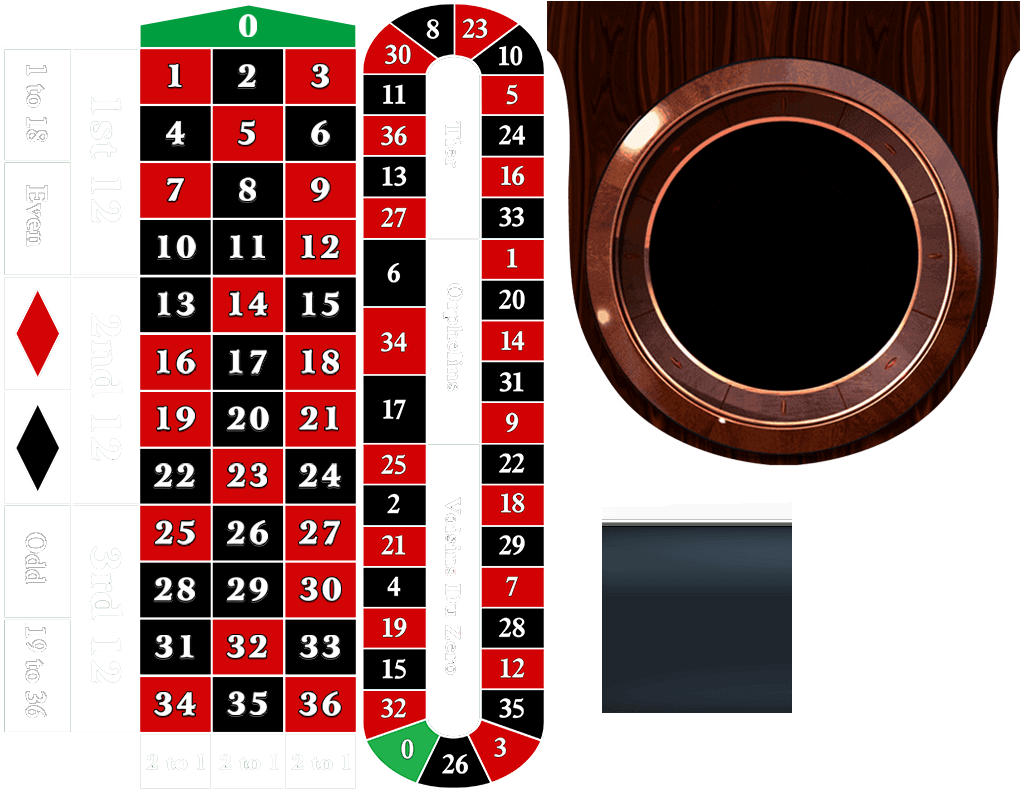 0
1 2 3
4 5 6
7 8 9
10 11 12
13 14 15
16 17 18
19 20 21
22 23 24
25 26 27
28 29 30
31 32 33
34 35 36
2 to 1 2 to 1 2 to 1
1st 12
2nd 12
3rd 12
1 to 18
Even
Odd
19 to 36
8 23
30 10
11 5
36 24
13 16
27 33
6 1
20
34 14
31
17 9
25 22
2 18
21 29
4 7
19 28
15 12
32 35
0 26 3
Tier
Orphelins
Voisins Du Zero